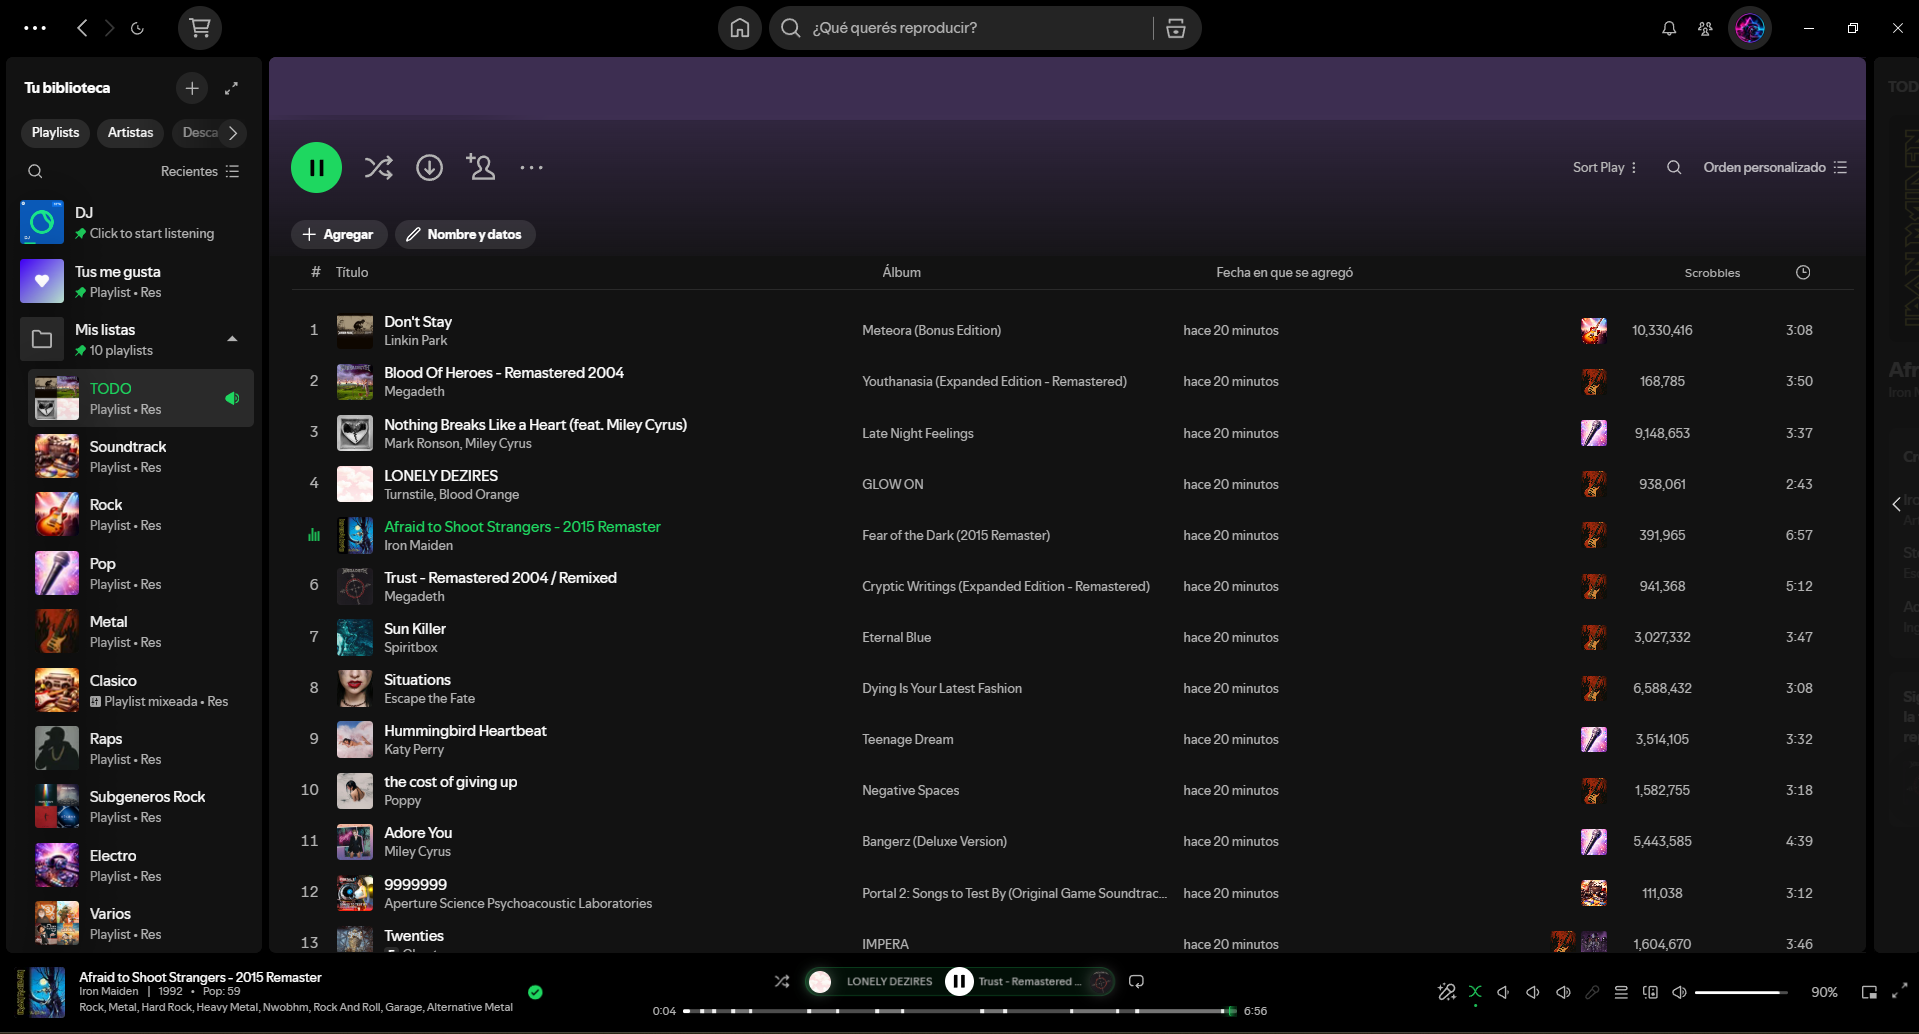 ¿Qué querés reproducir?
Tu biblioteca
Playlists
Artistas
Desca
Recientes
DJ
Click to start listening
Tus me gusta
Playlist • Res
Mis listas
10 playlists
TODO
Playlist • Res
Soundtrack
Playlist • Res
Rock
Playlist • Res
Pop
Playlist • Res
Metal
Playlist • Res
Clasico
Playlist mixeada • Res
Raps
Playlist • Res
Subgeneros Rock
Playlist • Res
Electro
Playlist • Res
Varios
Playlist • Res
Sort Play
Orden personalizado
Agregar
Nombre y datos
# Título Álbum Fecha en que se agregó Scrobbles
1 Don't Stay Meteora (Bonus Edition) hace 20 minutos 10,330,416 3:08
Linkin Park
2 Blood Of Heroes - Remastered 2004 Youthanasia (Expanded Edition - Remastered) hace 20 minutos 168,785 3:50
Megadeth
3 Nothing Breaks Like a Heart (feat. Miley Cyrus) Late Night Feelings hace 20 minutos 9,148,653 3:37
Mark Ronson, Miley Cyrus
4 LONELY DEZIRES GLOW ON hace 20 minutos 938,061 2:43
Turnstile, Blood Orange
Afraid to Shoot Strangers - 2015 Remaster Fear of the Dark (2015 Remaster) hace 20 minutos 391,965 6:57
Iron Maiden
6 Trust - Remastered 2004 / Remixed Cryptic Writings (Expanded Edition - Remastered) hace 20 minutos 941,368 5:12
Megadeth
7 Sun Killer Eternal Blue hace 20 minutos 3,027,332 3:47
Spiritbox
8 Situations Dying Is Your Latest Fashion hace 20 minutos 6,588,432 3:08
Escape the Fate
9 Hummingbird Heartbeat Teenage Dream hace 20 minutos 3,514,105 3:32
Katy Perry
10 the cost of giving up Negative Spaces hace 20 minutos 1,582,755 3:18
Poppy
11 Adore You Bangerz (Deluxe Version) hace 20 minutos 5,443,585 4:39
Miley Cyrus
12 9999999 Portal 2: Songs to Test By (Original Game Soundtrac... hace 20 minutos 111,038 3:12
Aperture Science Psychoacoustic Laboratories
13 Twenties IMPERA hace 20 minutos 1,604,670 3:46
TOD
Afr
Iron M
Afraid to Shoot Strangers - 2015 Remaster
Iron Maiden | 1992 • Pop: 59
Rock, Metal, Hard Rock, Heavy Metal, Nwobhm, Rock And Roll, Garage, Alternative Metal
LONELY DEZIRES
Trust - Remastered ...
0:04
6:56
90%